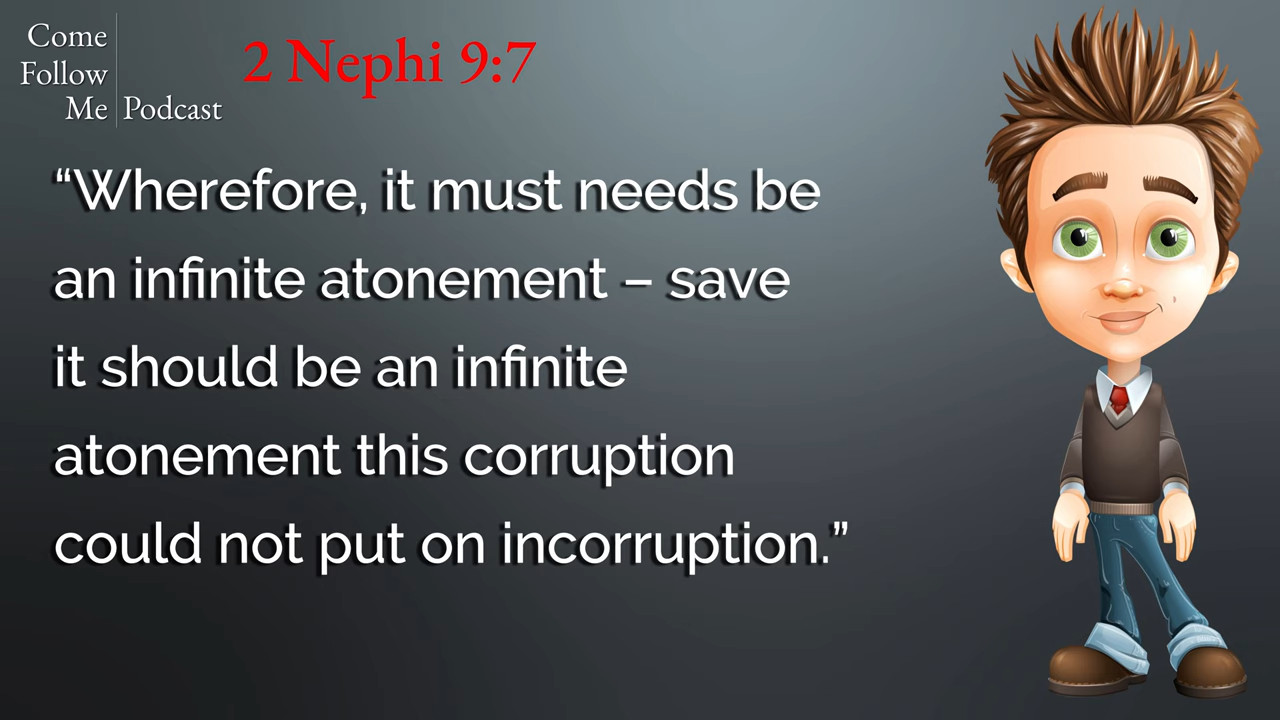 Come
Follow
Me Podcast
2 Nephi 9:7
“Wherefore, it must needs be
an infinite atonement – save
it should be an infinite
atonement this corruption
could not put on incorruption.”